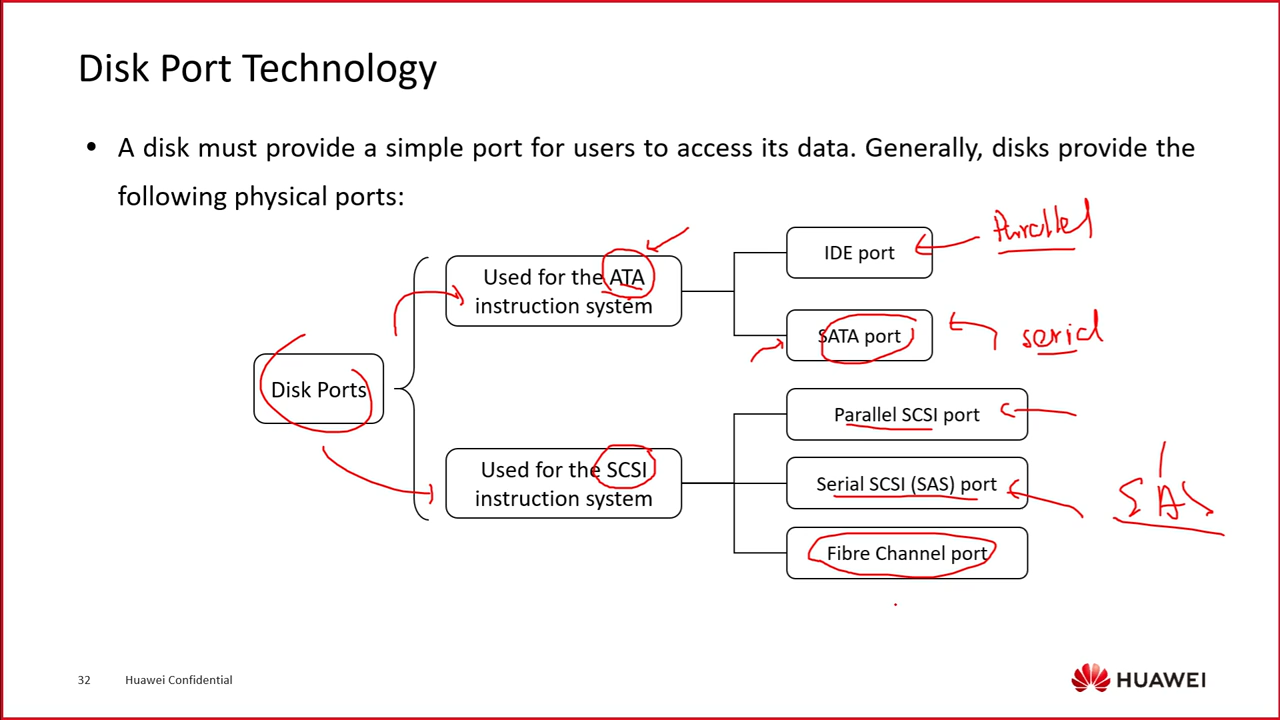 Disk Port Technology
• A disk must provide a simple port for users to access its data. Generally, disks provide the
following physical ports:
Parallel
IDE port
Used for the ATA
instruction system
SATA port
serial
Disk Ports
Parallel SCSI port
Used for the SCSI
instruction system
Serial SCSI (SAS) port
SAS
Fibre Channel port
32
Huawei Confidential
HUAWEI